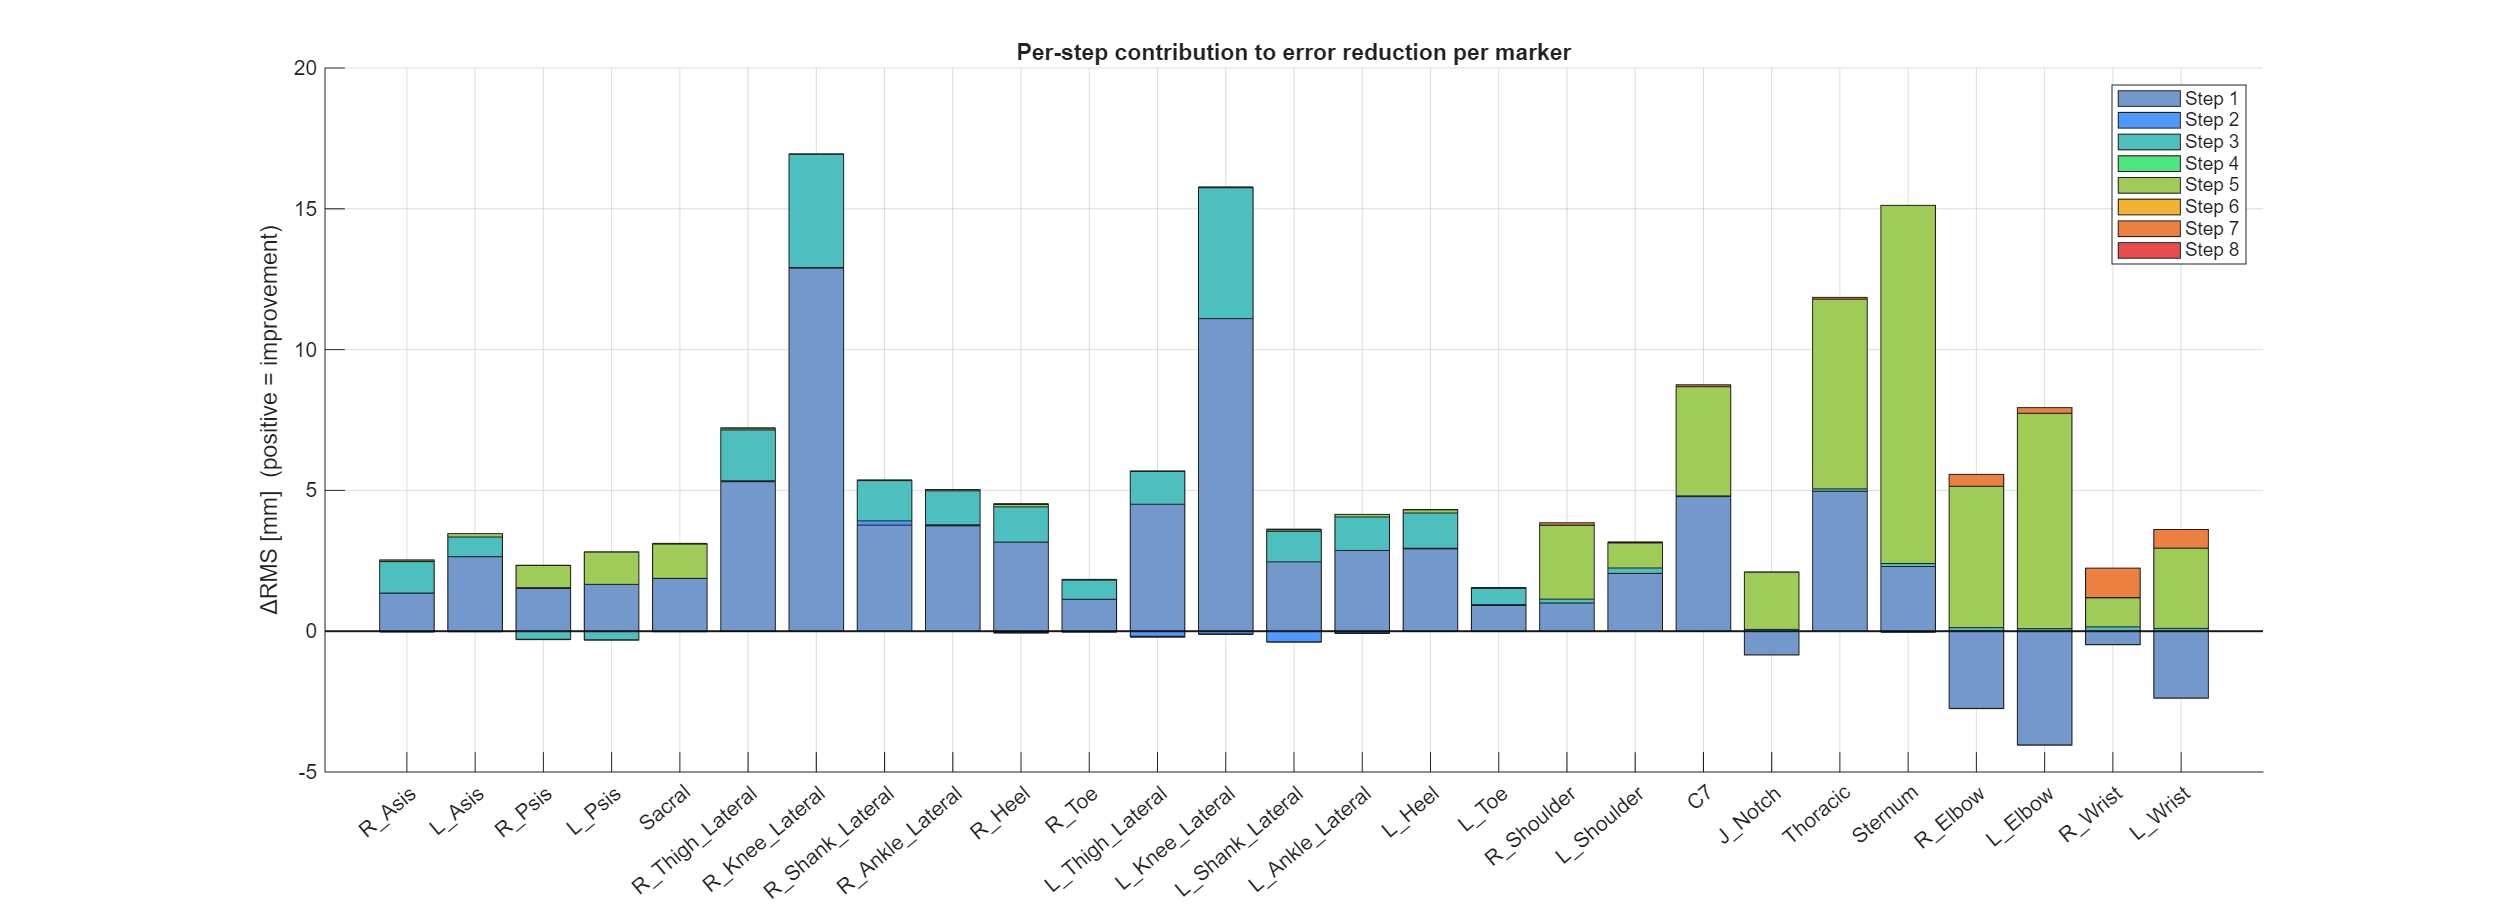 Per-step contribution to error reduction per marker
ΔRMS [mm]  (positive = improvement)
20
15
10
5
0
-5
Step 1
Step 2
Step 3
Step 4
Step 5
Step 6
Step 7
Step 8
R_Asis
L_Asis
R_Psis
L_Psis
Sacral
R_Thigh_Lateral
R_Knee_Lateral
R_Shank_Lateral
R_Ankle_Lateral
R_Heel
R_Toe
L_Thigh_Lateral
L_Knee_Lateral
L_Shank_Lateral
L_Ankle_Lateral
L_Heel
L_Toe
R_Shoulder
L_Shoulder
C7
J_Notch
Thoracic
Sternum
R_Elbow
L_Elbow
R_Wrist
L_Wrist